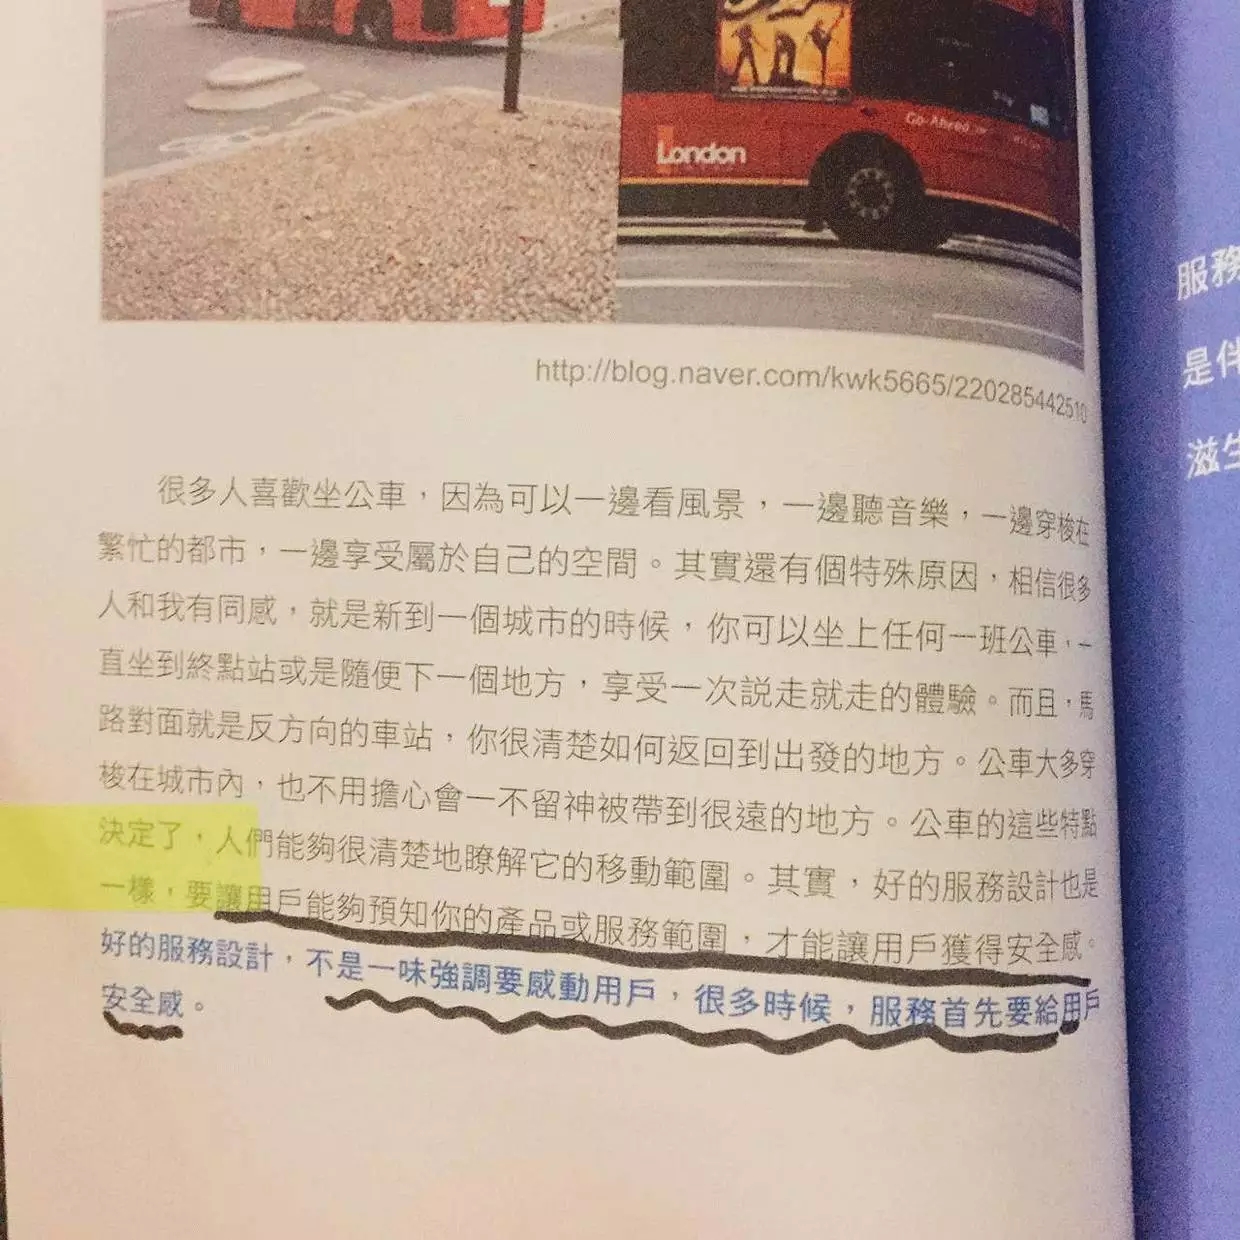 London
Go-Ahead
http://blog.naver.com/kwk5665/220285442510
很多人喜歡坐公車，因為可以一邊看風景，一邊聽音樂，一邊穿梭在
繁忙的都市，一邊享受屬於自己的空間。其實還有個特殊原因，相信很多
人和我有同感，就是新到一個城市的時候，你可以坐上任何一班公車，一
直坐到終點站或是隨便下一個地方，享受一次説走就走的體驗。而且，馬
路對面就是反方向的車站，你很清楚如何返回到出發的地方。公車大多穿
梭在城市內，也不用擔心會一不留神被帶到很遠的地方。公車的這些特點
決定了，人們能夠很清楚地瞭解它的移動範圍。其實，好的服務設計也是
一樣，要讓用戶能夠預知你的產品或服務範圍，才能讓用戶獲得安全感。
好的服務設計，不是一味強調要感動用戶，很多時候，服務首先要給用戶
安全感。
服務
是伴
滋生